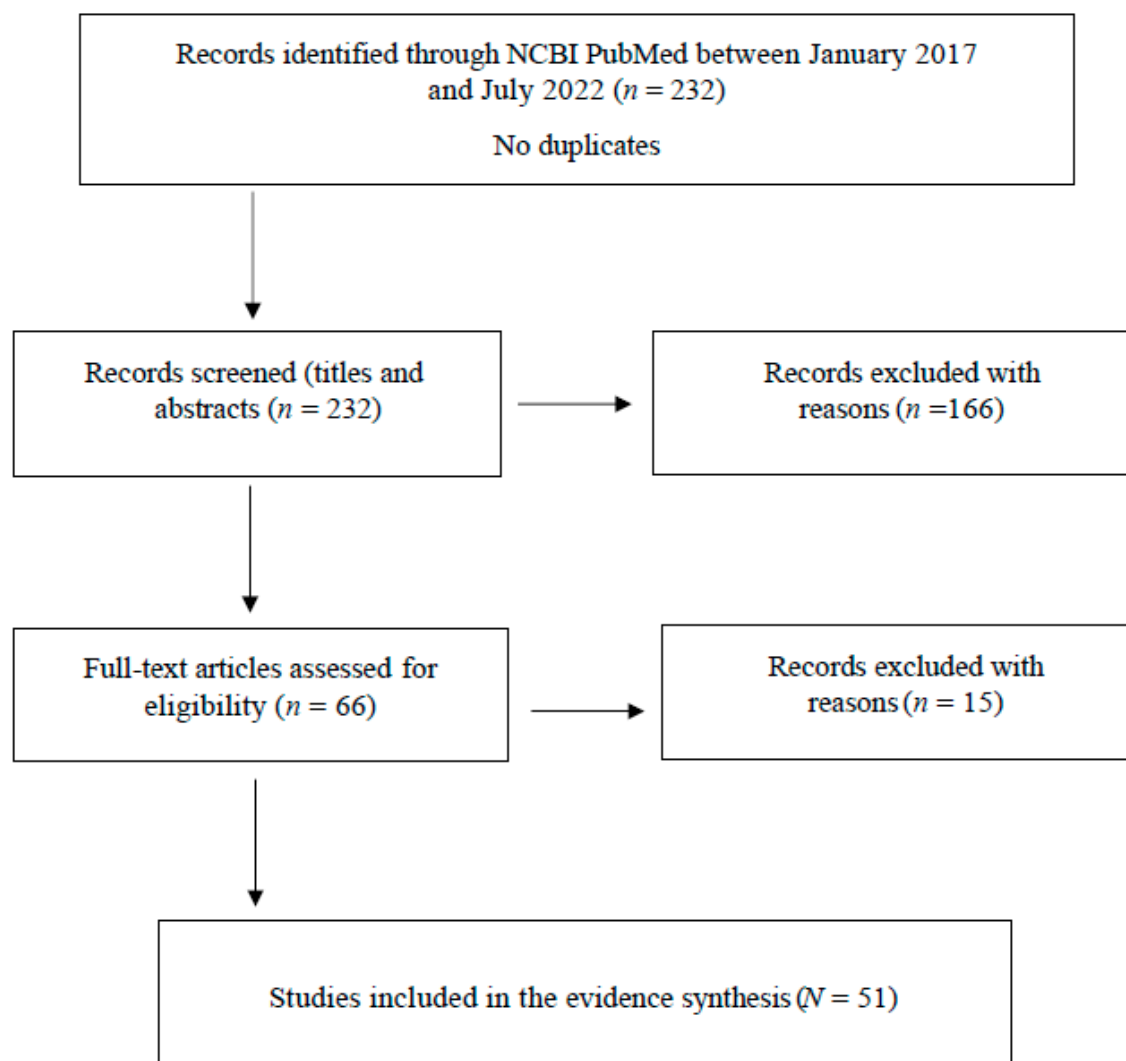 Records identified through NCBI PubMed between January 2017
and July 2022 (n = 232)
No duplicates
Records screened (titles and
abstracts (n = 232)
Records excluded with
reasons (n =166)
Full-text articles assessed for
eligibility (n = 66)
Records excluded with
reasons (n = 15)
Studies included in the evidence synthesis (N = 51)